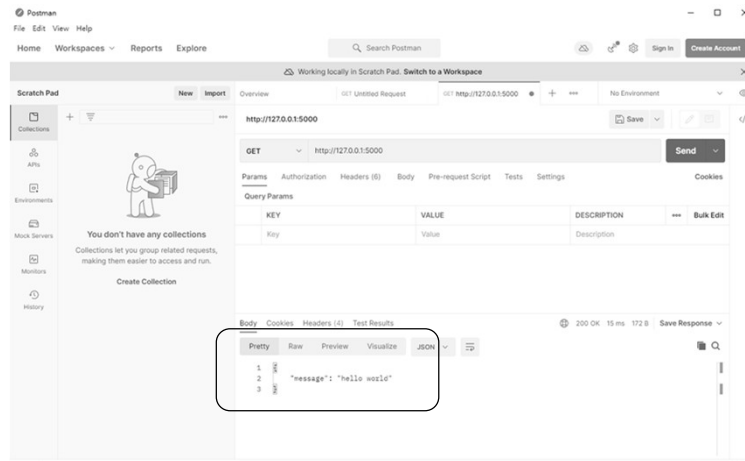 Postman
File Edit View Help
Home Workspaces Reports Explore Search Postman Sign In Create Account
Working locally in Scratch Pad. Switch to a Workspace
Scratch Pad New Import Overview GET Untitled Request GET http://127.0.0.1:5000 No Environment
Collections
APIs
Environments
Mock Servers
Monitors
History
You don't have any collections
Collections let you group related requests,
making them easier to access and run.
Create Collection
http://127.0.0.1:5000 Save
GET http://127.0.0.1:5000 Send
Params Authorization Headers (6) Body Pre-request Script Tests Settings Cookies
Query Params
KEY VALUE DESCRIPTION Bulk Edit
Key Value Description
Body Cookies Headers (4) Test Results 200 OK 15 ms 172 B Save Response
Pretty Raw Preview Visualize JSON
1
2 "message": "hello world"
3